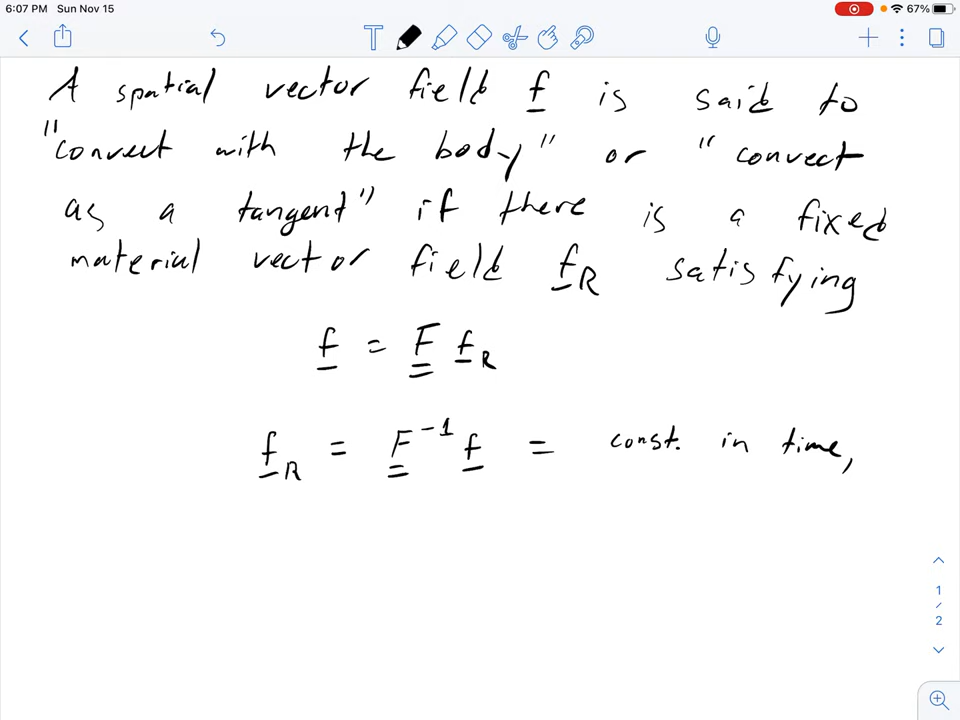 6:07 PM Sun Nov 15
67%
T
A spatial vector field f is said to
"convect with the body" or "convect
as a tangent" if there is a fixed
material vector field f_R satisfying
f = F f_R
f_R = F^-1 f = const. in time,
1
/
2